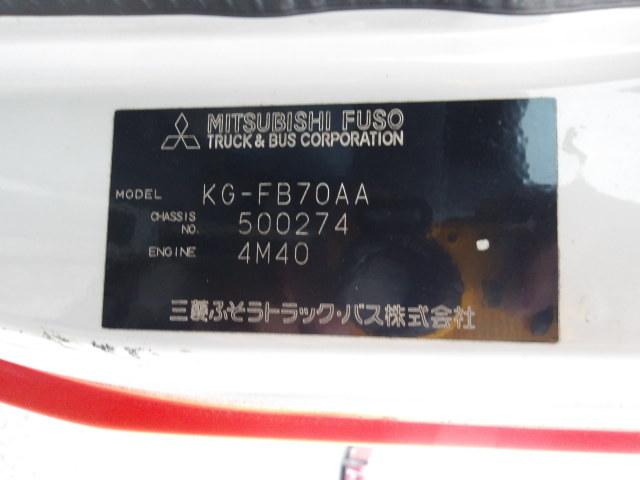 MITSUBISHI FUSO
TRUCK & BUS CORPORATION
MODEL KG-FB70AA
CHASSIS NO. 500274
ENGINE 4M40
三菱ふそうトラック・バス株式会社